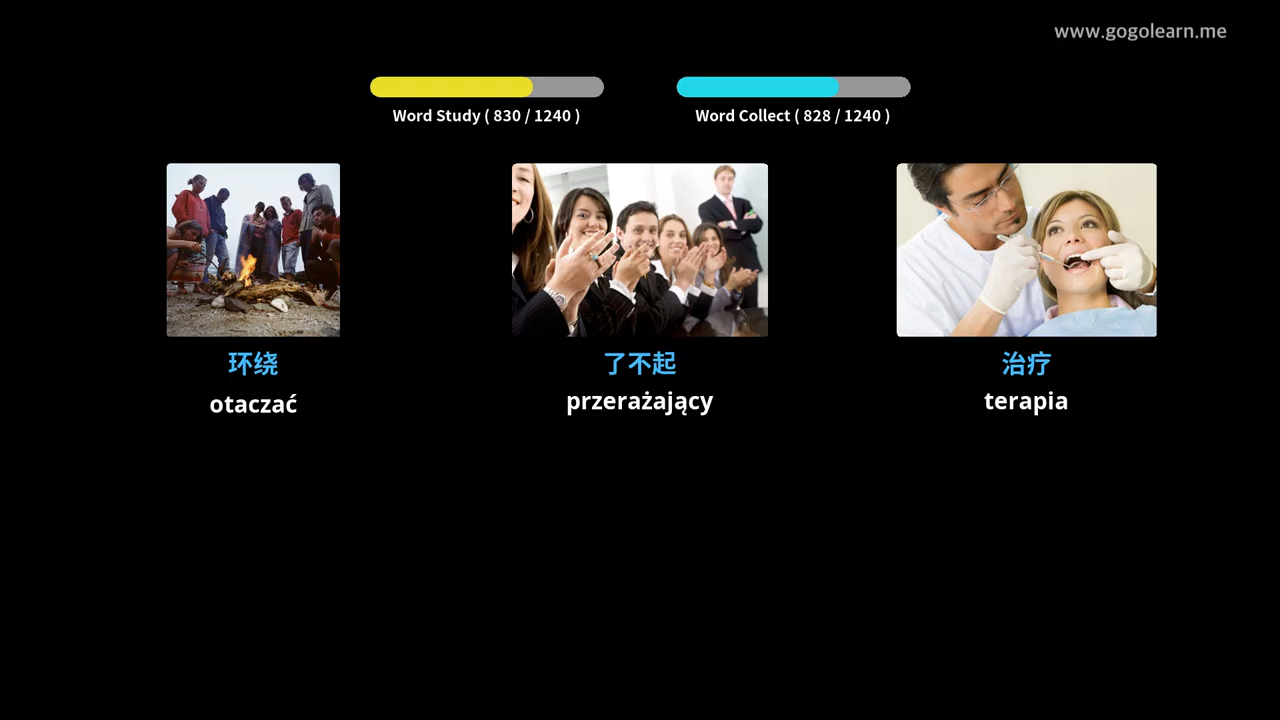 www.gogolearn.me
Word Study ( 830 / 1240 )
Word Collect ( 828 / 1240 )
环绕
了不起
治疗
otaczać
przerażający
terapia